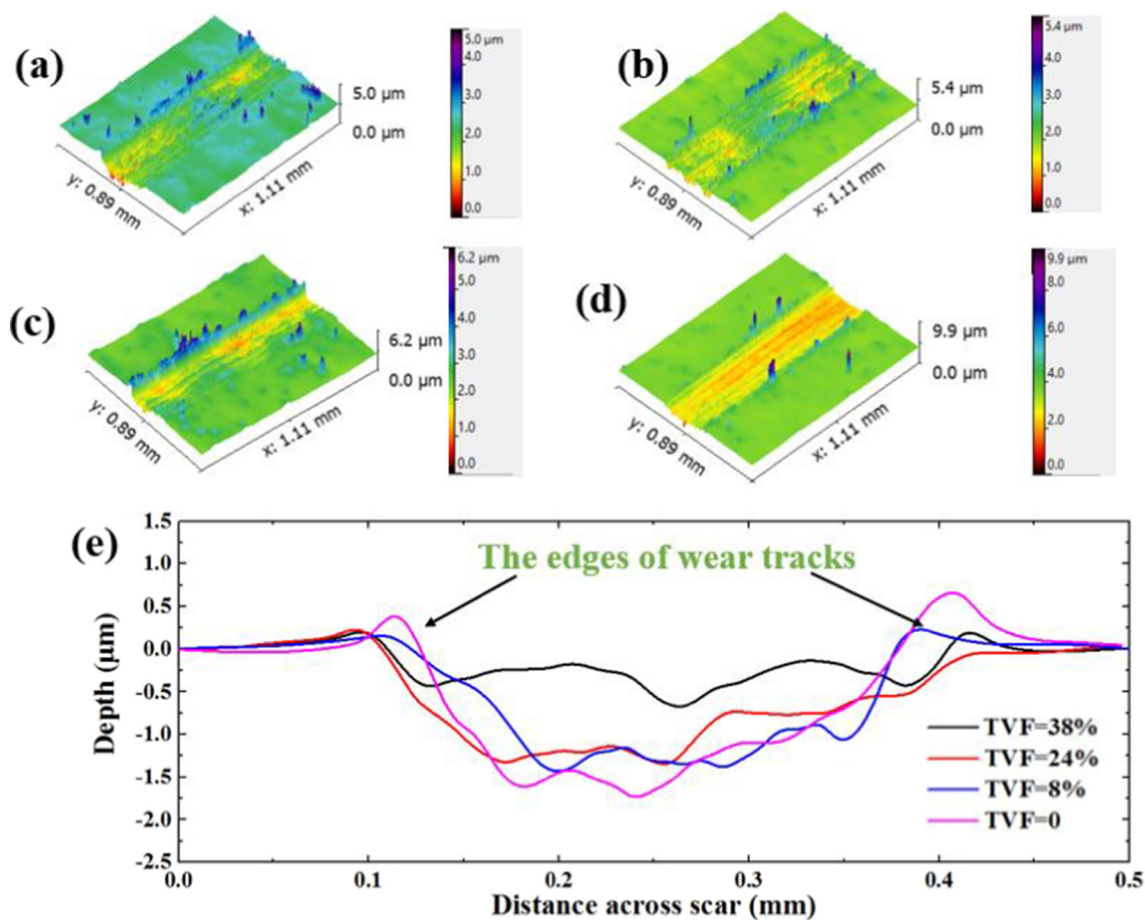 (a)
5.0 µm
4.0
3.0
2.0
1.0
0.0
5.0 µm
0.0 µm
y: 0.89 mm
x: 1.11 mm
(b)
5.4 µm
4.0
3.0
2.0
1.0
0.0
5.4 µm
0.0 µm
y: 0.89 mm
x: 1.11 mm
(c)
6.2 µm
5.0
4.0
3.0
2.0
1.0
0.0
6.2 µm
0.0 µm
y: 0.89 mm
x: 1.11 mm
(d)
9.9 µm
8.0
6.0
4.0
2.0
0.0
9.9 µm
0.0 µm
y: 0.89 mm
x: 1.11 mm
(e)
The edges of wear tracks
1.5
1.0
0.5
0.0
-0.5
-1.0
-1.5
-2.0
-2.5
Depth (µm)
TVF=38%
TVF=24%
TVF=8%
TVF=0
0.0 0.1 0.2 0.3 0.4 0.5
Distance across scar (mm)